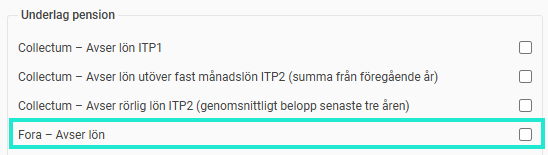 Underlag pension
Collectum – Avser lön ITP1
Collectum – Avser lön utöver fast månadslön ITP2 (summa från föregående år)
Collectum – Avser rörlig lön ITP2 (genomsnittligt belopp senaste tre åren)
Fora – Avser lön